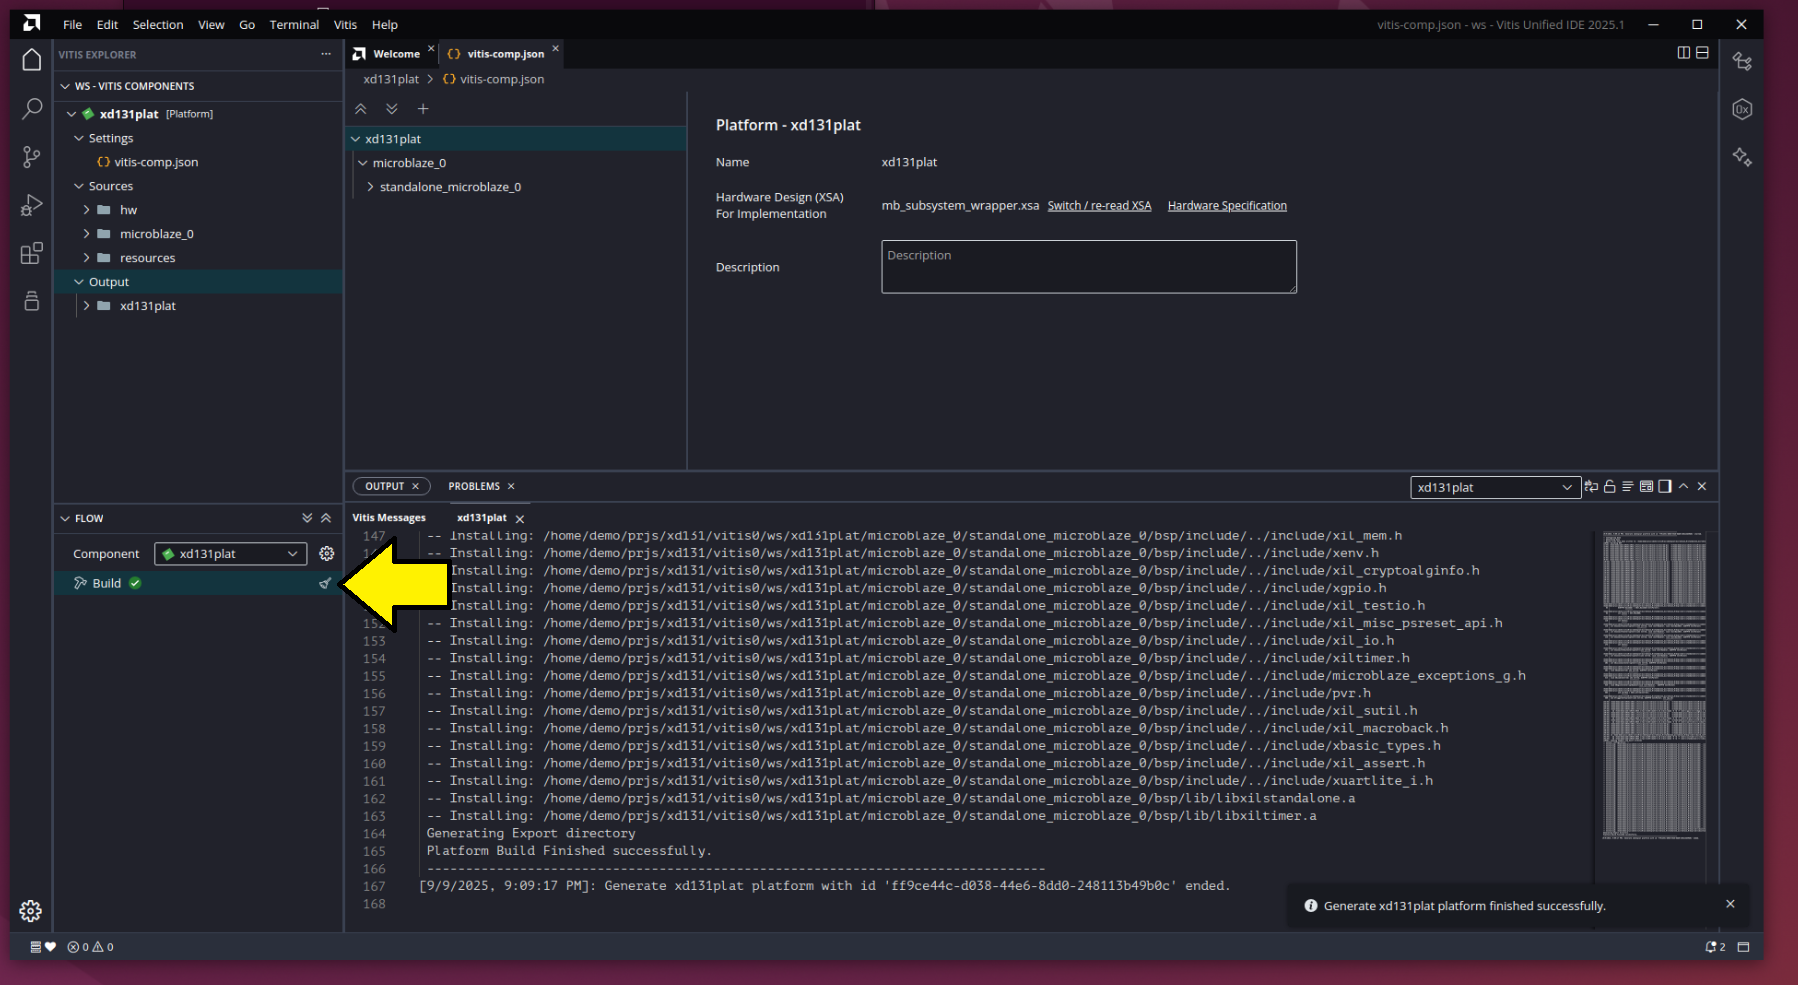 File Edit Selection View Go Terminal Vitis Help
vitis-comp.json - ws - Vitis Unified IDE 2025.1
VITIS EXPLORER
WS - VITIS COMPONENTS
xd131plat [Platform]
Settings
{} vitis-comp.json
Sources
hw
microblaze_0
resources
Output
xd131plat
Welcome
{} vitis-comp.json
xd131plat > {} vitis-comp.json
xd131plat
microblaze_0
standalone_microblaze_0
Platform - xd131plat
Name xd131plat
Hardware Design (XSA)
For Implementation
mb_subsystem_wrapper.xsa Switch / re-read XSA Hardware Specification
Description
Description
FLOW
Component xd131plat
Build
OUTPUT
PROBLEMS
xd131plat
Vitis Messages xd131plat
147 -- Installing: /home/demo/prjs/xd131/vitis0/ws/xd131plat/microblaze_0/standalone_microblaze_0/bsp/include/../include/xil_mem.h
-- Installing: /home/demo/prjs/xd131/vitis0/ws/xd131plat/microblaze_0/standalone_microblaze_0/bsp/include/../include/xenv.h
Installing: /home/demo/prjs/xd131/vitis0/ws/xd131plat/microblaze_0/standalone_microblaze_0/bsp/include/../include/xil_cryptoalginfo.h
Installing: /home/demo/prjs/xd131/vitis0/ws/xd131plat/microblaze_0/standalone_microblaze_0/bsp/include/../include/xgpio.h
Installing: /home/demo/prjs/xd131/vitis0/ws/xd131plat/microblaze_0/standalone_microblaze_0/bsp/include/../include/xil_testio.h
152 -- Installing: /home/demo/prjs/xd131/vitis0/ws/xd131plat/microblaze_0/standalone_microblaze_0/bsp/include/../include/xil_misc_psreset_api.h
153 -- Installing: /home/demo/prjs/xd131/vitis0/ws/xd131plat/microblaze_0/standalone_microblaze_0/bsp/include/../include/xil_io.h
154 -- Installing: /home/demo/prjs/xd131/vitis0/ws/xd131plat/microblaze_0/standalone_microblaze_0/bsp/include/../include/xiltimer.h
155 -- Installing: /home/demo/prjs/xd131/vitis0/ws/xd131plat/microblaze_0/standalone_microblaze_0/bsp/include/../include/microblaze_exceptions_g.h
156 -- Installing: /home/demo/prjs/xd131/vitis0/ws/xd131plat/microblaze_0/standalone_microblaze_0/bsp/include/../include/pvr.h
157 -- Installing: /home/demo/prjs/xd131/vitis0/ws/xd131plat/microblaze_0/standalone_microblaze_0/bsp/include/../include/xil_sutil.h
158 -- Installing: /home/demo/prjs/xd131/vitis0/ws/xd131plat/microblaze_0/standalone_microblaze_0/bsp/include/../include/xil_macroback.h
159 -- Installing: /home/demo/prjs/xd131/vitis0/ws/xd131plat/microblaze_0/standalone_microblaze_0/bsp/include/../include/xbasic_types.h
160 -- Installing: /home/demo/prjs/xd131/vitis0/ws/xd131plat/microblaze_0/standalone_microblaze_0/bsp/include/../include/xil_assert.h
161 -- Installing: /home/demo/prjs/xd131/vitis0/ws/xd131plat/microblaze_0/standalone_microblaze_0/bsp/include/../include/xuartlite_i.h
162 -- Installing: /home/demo/prjs/xd131/vitis0/ws/xd131plat/microblaze_0/standalone_microblaze_0/bsp/lib/libxilstandalone.a
163 -- Installing: /home/demo/prjs/xd131/vitis0/ws/xd131plat/microblaze_0/standalone_microblaze_0/bsp/lib/libxiltimer.a
164 Generating Export directory
165 Platform Build Finished successfully.
166 --------------------------------------------------------------------------------
167 [9/9/2025, 9:09:17 PM]: Generate xd131plat platform with id 'ff9ce44c-d038-44e6-8dd0-248113b49b0c' ended.
168
Generate xd131plat platform finished successfully.
0 0
2